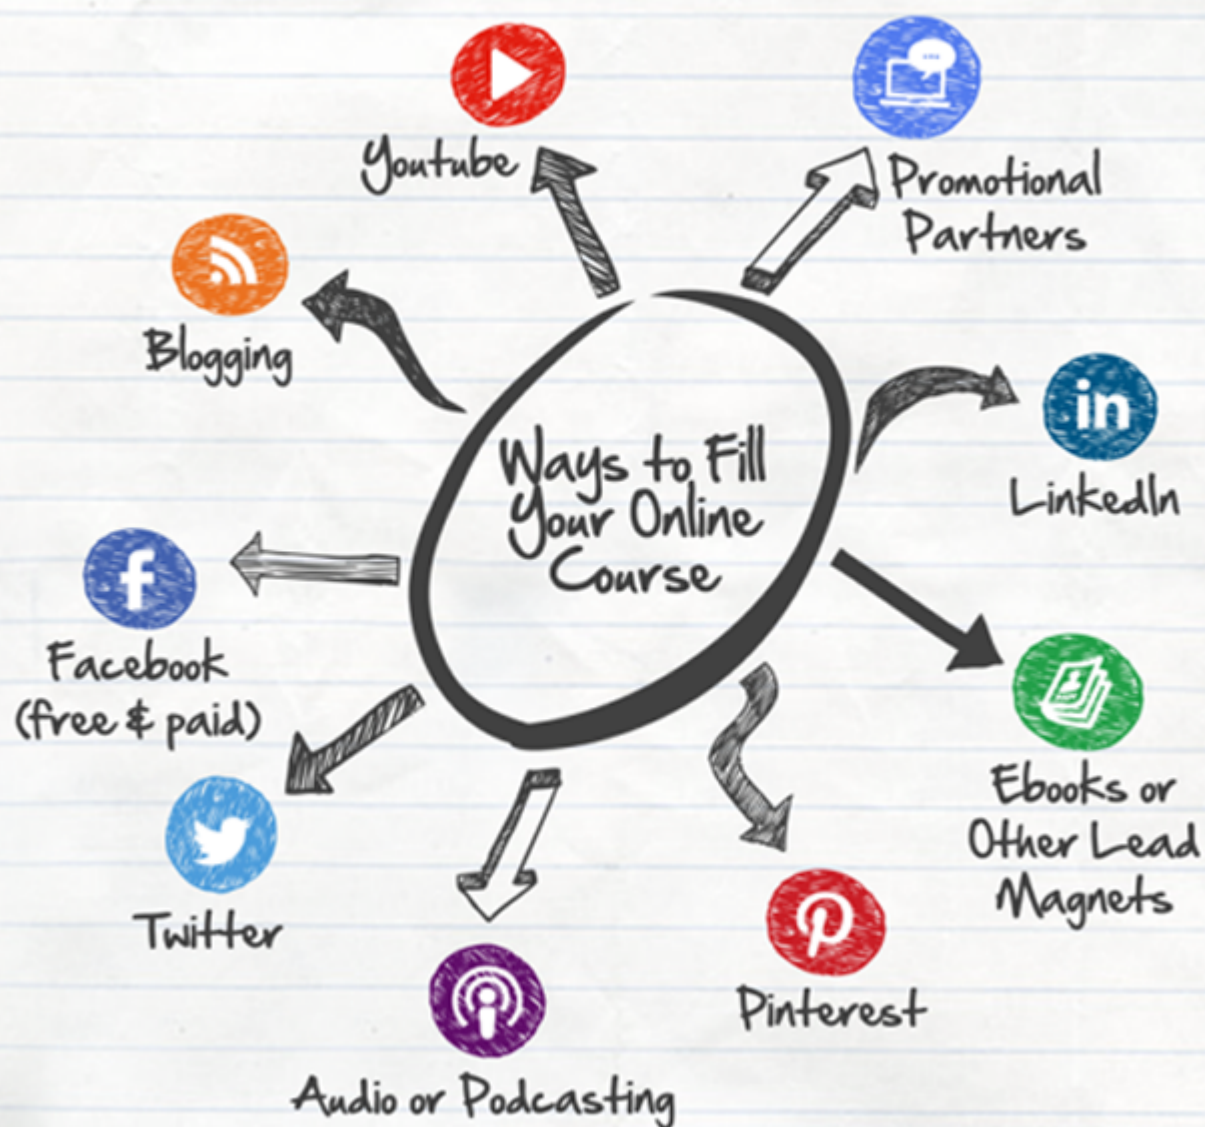 Youtube
Promotional
Partners
Blogging
in
LinkedIn
Ways to Fill
Your Online
Course
f
Facebook
(free & paid)
Ebooks or
Other Lead
Magnets
Twitter
Pinterest
Audio or Podcasting